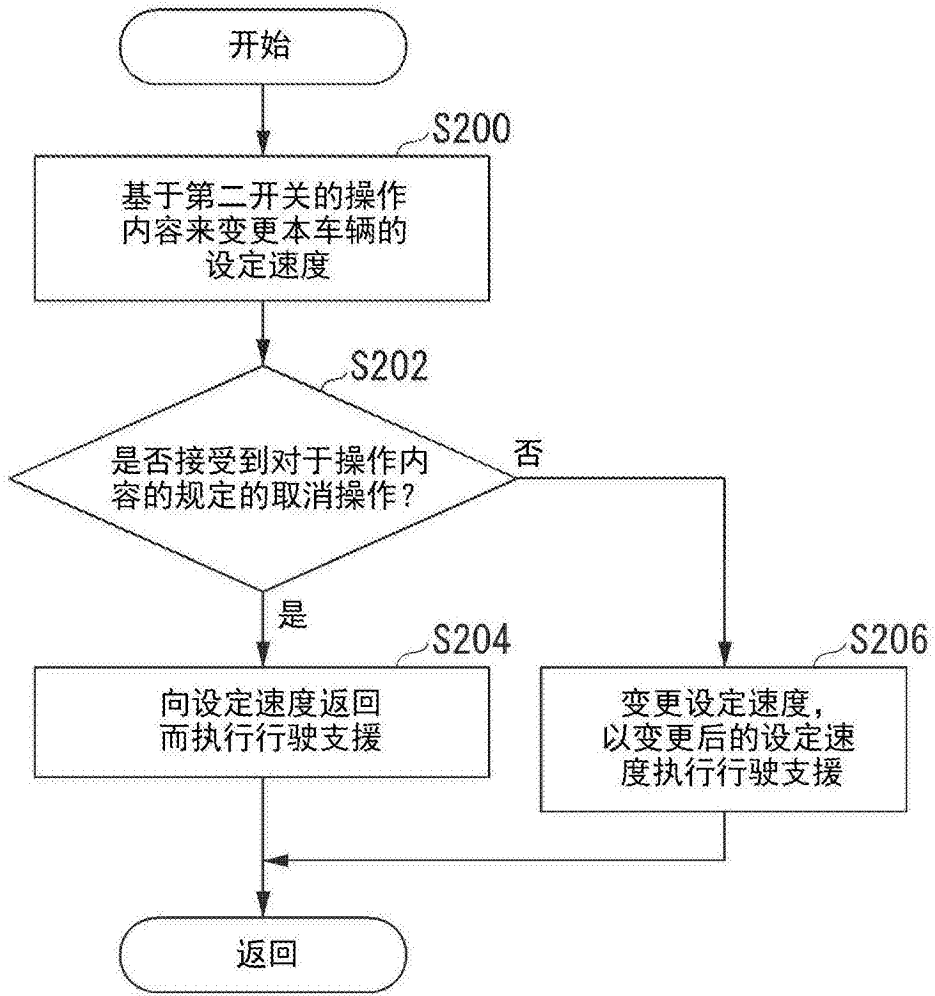 开始
S200
基于第二开关的操作
内容来变更本车辆的
设定速度
S202
是否接受到对于操作内
容的规定的取消操作?
否
是
S204
向设定速度返回
而执行行驶支援
S206
变更设定速度，
以变更后的设定速
度执行行驶支援
返回